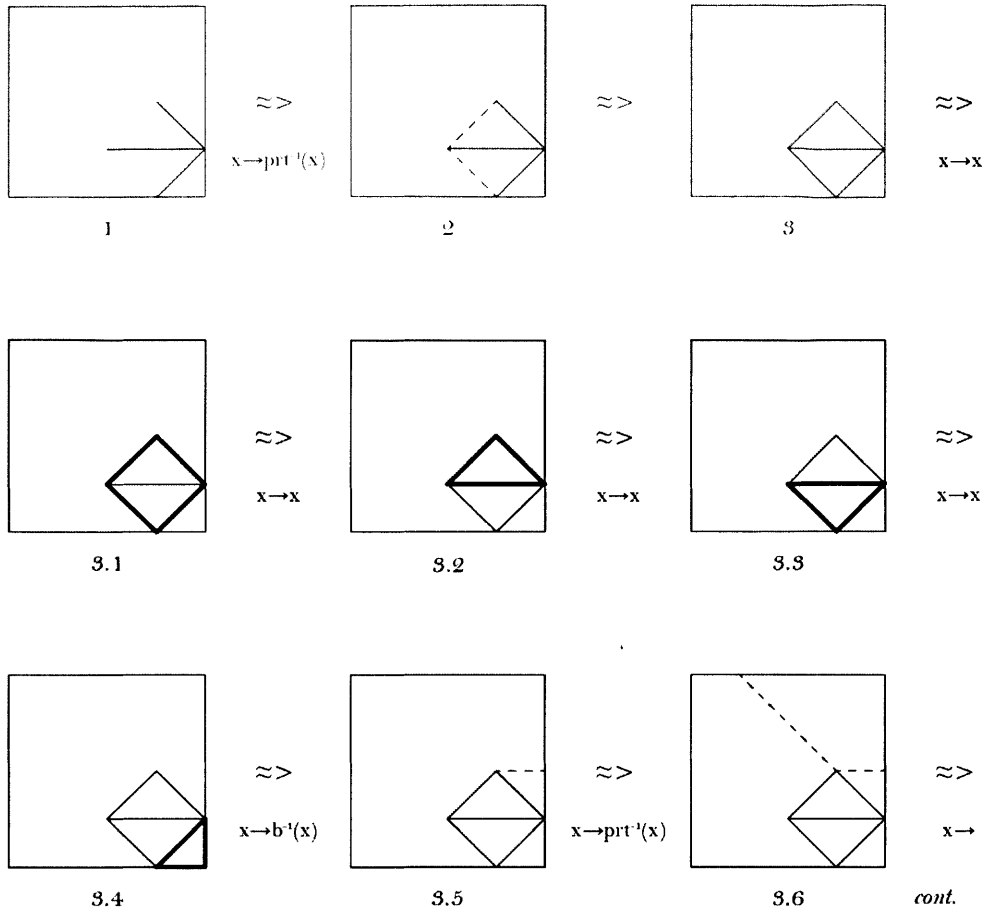 ≈> ≈> ≈>
x→prt⁻¹(x) x→x
1 2 3
≈> ≈> ≈>
x→x x→x x→x
3.1 3.2 3.3
≈> ≈> ≈>
x→b⁻¹(x) x→prt⁻¹(x) x→
3.4 3.5 3.6 cont.